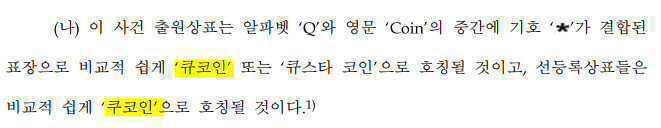 (나) 이 사건 출원상표는 알파벳 ‘Q’와 영문 ‘Coin’의 중간에 기호 ‘*’가 결합된
표장으로 비교적 쉽게 ‘큐코인’ 또는 ‘큐스타 코인’으로 호칭될 것이고, 선등록상표들은
비교적 쉽게 ‘쿠코인’으로 호칭될 것이다.1)